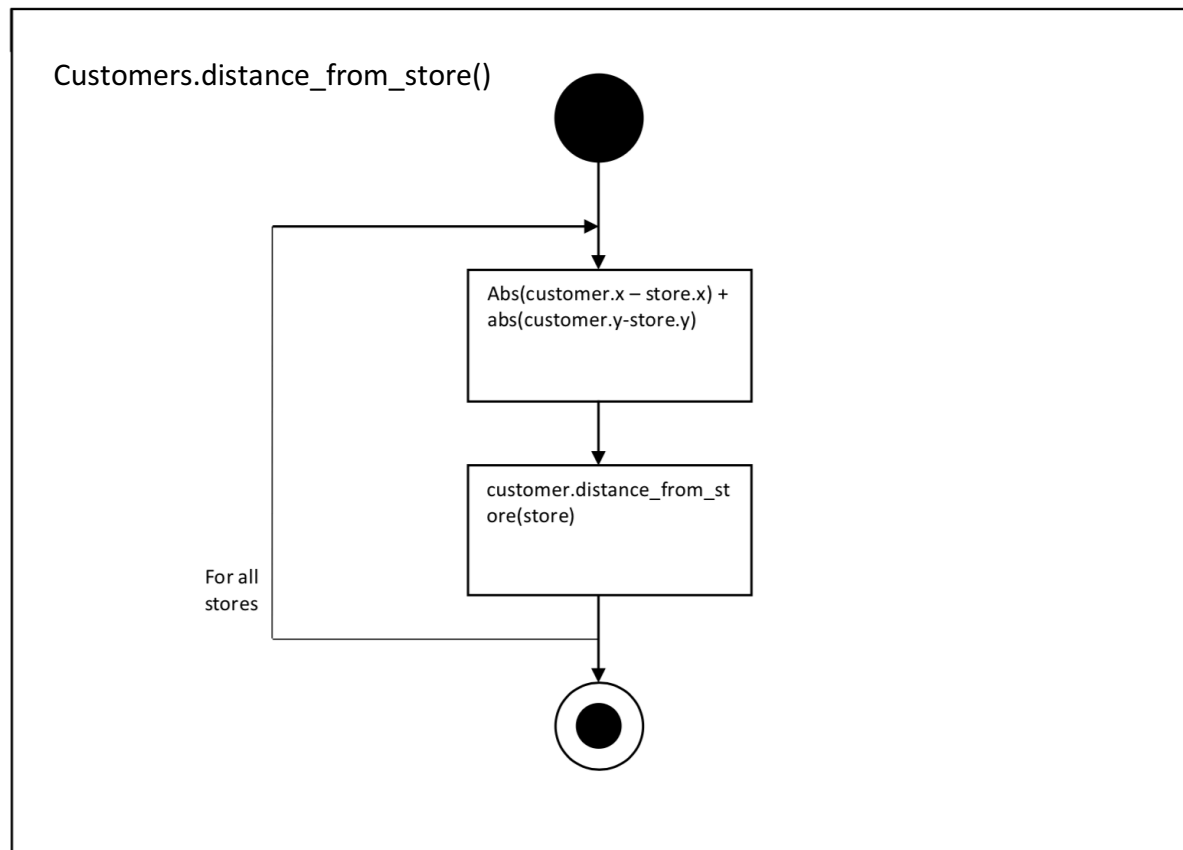 Customers.distance_from_store()
Abs(customer.x – store.x) +
abs(customer.y-store.y)
customer.distance_from_st
ore(store)
For all
stores